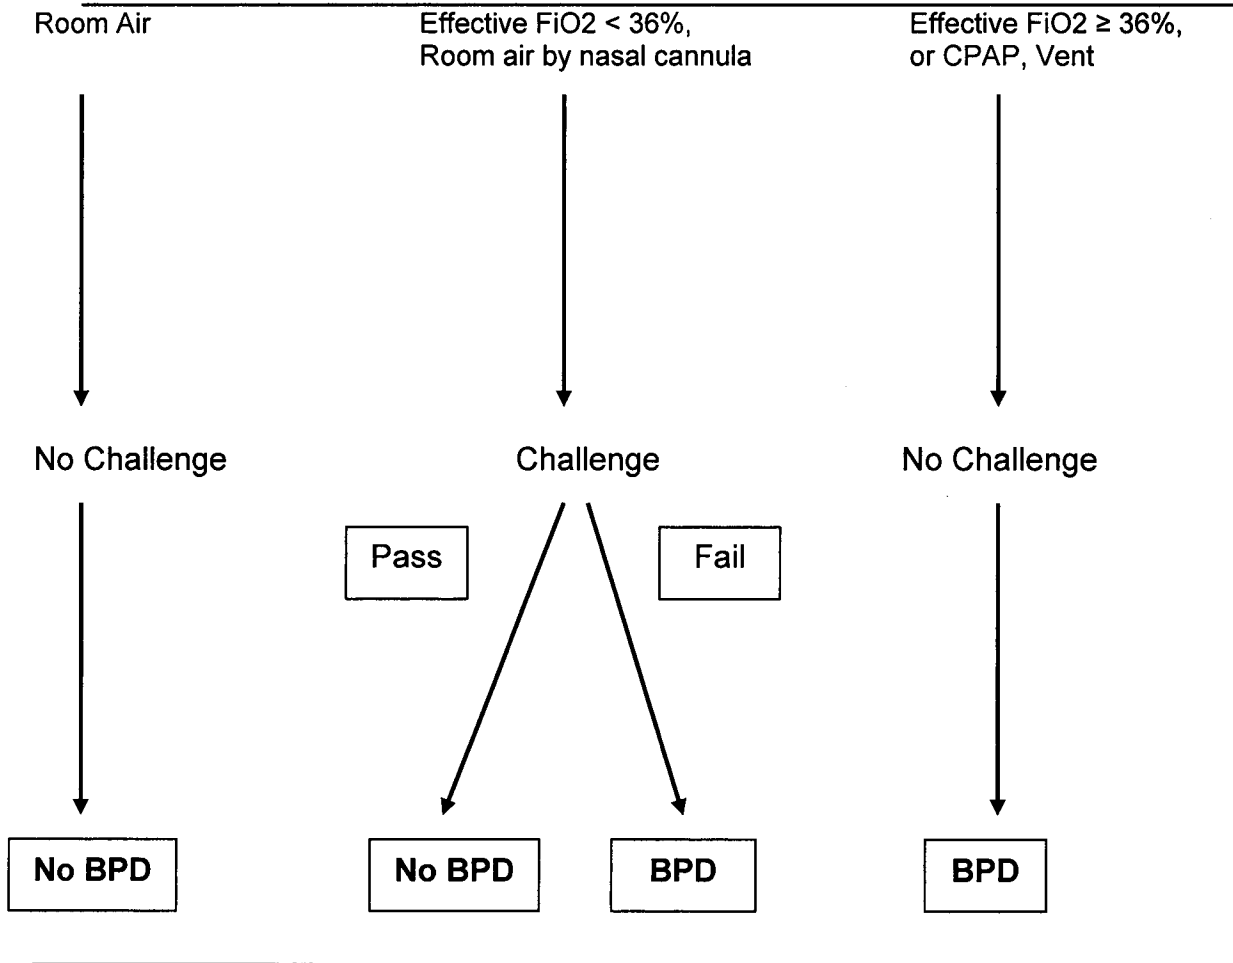 Room Air
Effective FiO2 < 36%,
Room air by nasal cannula
Effective FiO2 ≥ 36%,
or CPAP, Vent
No Challenge
Challenge
No Challenge
Pass
Fail
No BPD
No BPD
BPD
BPD